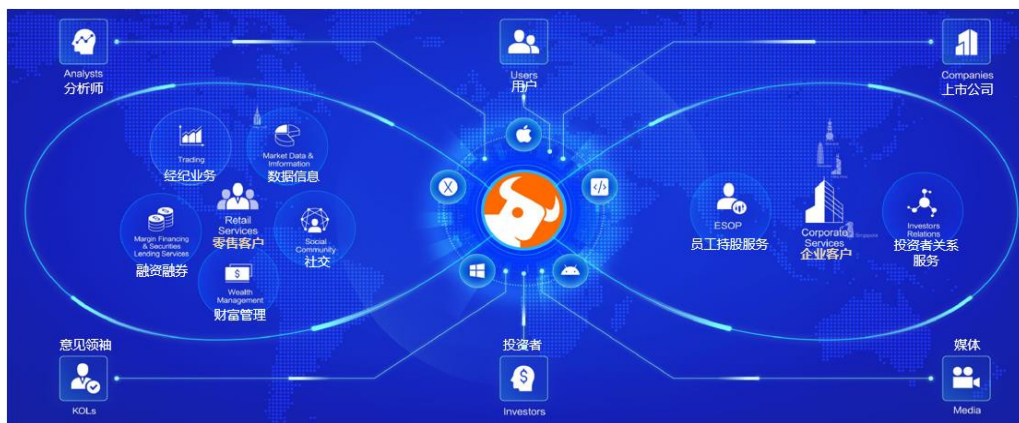 Analysts
分析师
Users
用户
Companies
上市公司
Trading
经纪业务
Market Data &
Imformation
数据信息
Retail
Services
零售客户
Margin Financing
& Securities
Lending Services
融资融券
Social
Community
社交
$
Wealth
Management
财富管理
X
</>
ESOP
员工持股服务
Corporate
Services
企业客户
Singapore
Investors
Relations
投资者关系
服务
意见领袖
KOLs
投资者
$
Investors
媒体
Media